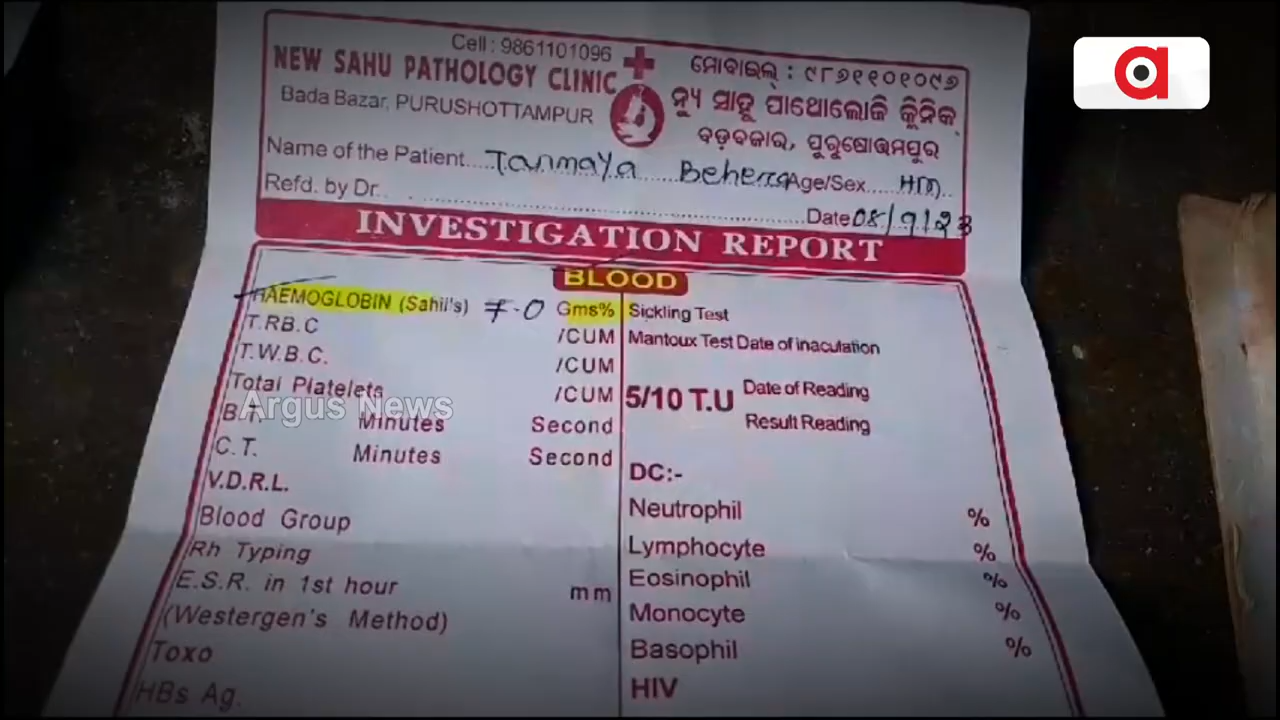 Cell : 9861101096
NEW SAHU PATHOLOGY CLINIC
Bada Bazar, PURUSHOTTAMPUR
ମୋବାଇଲ୍ : ୯୮୬୧୧୦୧୦୯୬
ନ୍ୟୁ ସାହୁ ପାଥୋଲୋଜି କ୍ଲିନିକ୍
ବଡ଼ବଜାର, ପୁରୁଷୋତ୍ତମପୁର
Name of the Patient Tanmaya Behera Age/Sex
Refd. by Dr. Date 08/9/23
INVESTIGATION REPORT
BLOOD
HAEMOGLOBIN (Sahli's) 7.0 Gms%
T.RB.C /CUM
T.W.B.C. /CUM
Total Platelets /CUM
B.T. Minutes Second
C.T. Minutes Second
V.D.R.L.
Blood Group
Rh Typing
E.S.R. in 1st hour mm
(Westergen's Method)
Toxo
HBs Ag.
Sickling Test
Mantoux Test Date of inaculation
5/10 T.U Date of Reading
Result Reading
DC:-
Neutrophil %
Lymphocyte %
Eosinophil %
Monocyte %
Basophil %
HIV
Argus News
a